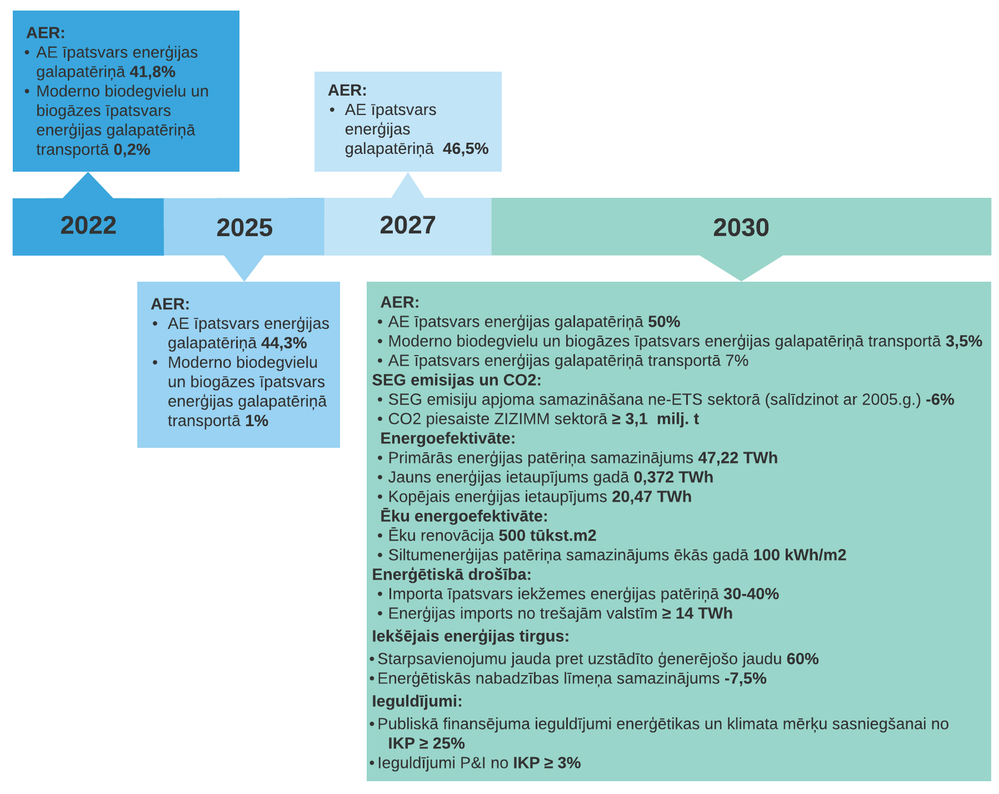 AER:
• AE īpatsvars enerģijas
galapatēriņā 41,8%
• Moderno biodegvielu un
biogāzes īpatsvars
enerģijas galapatēriņā
transportā 0,2%
AER:
• AE īpatsvars
enerģijas
galapatēriņā 46,5%
2022
2025
2027
2030
AER:
• AE īpatsvars enerģijas
galapatēriņā 44,3%
• Moderno biodegvielu
un biogāzes īpatsvars
enerģijas galapatēriņā
transportā 1%
AER:
• AE īpatsvars enerģijas galapatēriņā 50%
• Moderno biodegvielu un biogāzes īpatsvars enerģijas galapatēriņā transportā 3,5%
• AE īpatsvars enerģijas galapatēriņā transportā 7%
SEG emisijas un CO2:
• SEG emisiju apjoma samazināšana ne-ETS sektorā (salīdzinot ar 2005.g.) -6%
• CO2 piesaiste ZIZIMM sektorā ≥ 3,1 milj. t
Energoefektivāte:
• Primārās enerģijas patēriņa samazinājums 47,22 TWh
• Jauns enerģijas ietaupījums gadā 0,372 TWh
• Kopējais enerģijas ietaupījums 20,47 TWh
Ēku energoefektivāte:
• Ēku renovācija 500 tūkst.m2
• Siltumenerģijas patēriņa samazinājums ēkās gadā 100 kWh/m2
Enerģētiskā drošība:
• Importa īpatsvars iekžemes enerģijas patēriņā 30-40%
• Enerģijas imports no trešajām valstīm ≥ 14 TWh
Iekšējais enerģijas tirgus:
• Starpsavienojumu jauda pret uzstādīto ģenerējošo jaudu 60%
• Enerģētiskās nabadzības līmeņa samazinājums -7,5%
Ieguldījumi:
• Publiskā finansējuma ieguldījumi enerģētikas un klimata mērķu sasniegšanai no
IKP ≥ 25%
• Ieguldījumi P&I no IKP ≥ 3%